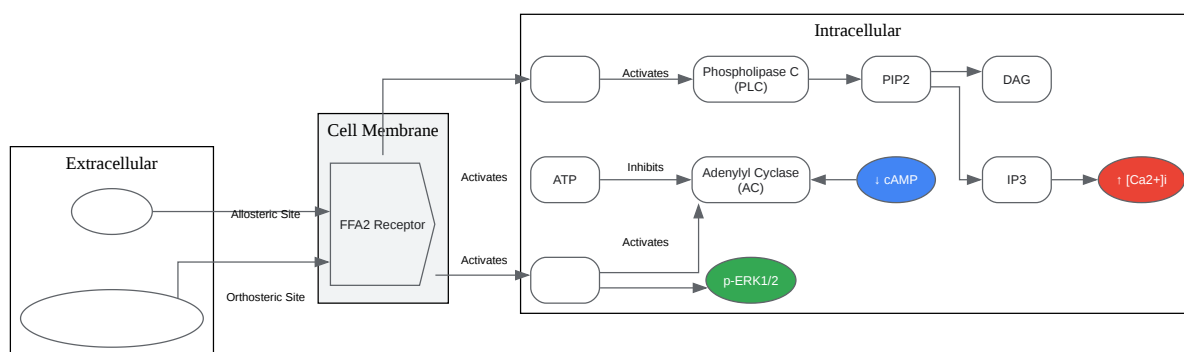 Intracellular
Activates
Phospholipase C
(PLC)
PIP2
DAG
Cell Membrane
Extracellular
Activates
ATP
Inhibits
Adenylyl Cyclase
(AC)
↓ cAMP
IP3
↑ [Ca2+]i
Allosteric Site
FFA2 Receptor
Activates
Activates
Orthosteric Site
p-ERK1/2